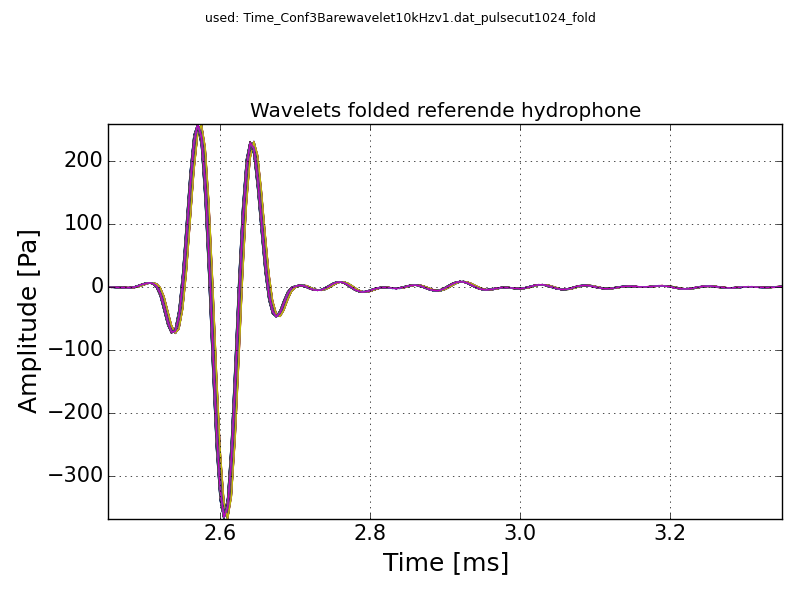 used: Time_Conf3Barewavelet10kHzv1.dat_pulsecut1024_fold
Wavelets folded referende hydrophone
200
100
0
−100
−200
−300
Amplitude [Pa]
2.6 2.8 3.0 3.2
Time [ms]